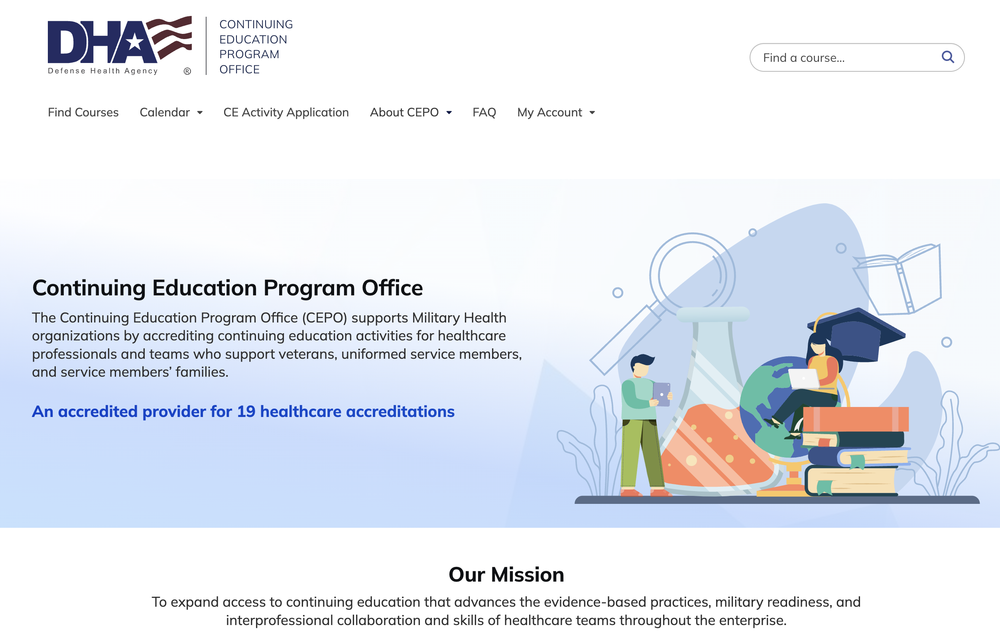 DHA
Defense Health Agency ®
CONTINUING
EDUCATION
PROGRAM
OFFICE
Find a course...
Find Courses Calendar CE Activity Application About CEPO FAQ My Account
Continuing Education Program Office
The Continuing Education Program Office (CEPO) supports Military Health
organizations by accrediting continuing education activities for healthcare
professionals and teams who support veterans, uniformed service members,
and service members’ families.
An accredited provider for 19 healthcare accreditations
Our Mission
To expand access to continuing education that advances the evidence-based practices, military readiness, and
interprofessional collaboration and skills of healthcare teams throughout the enterprise.